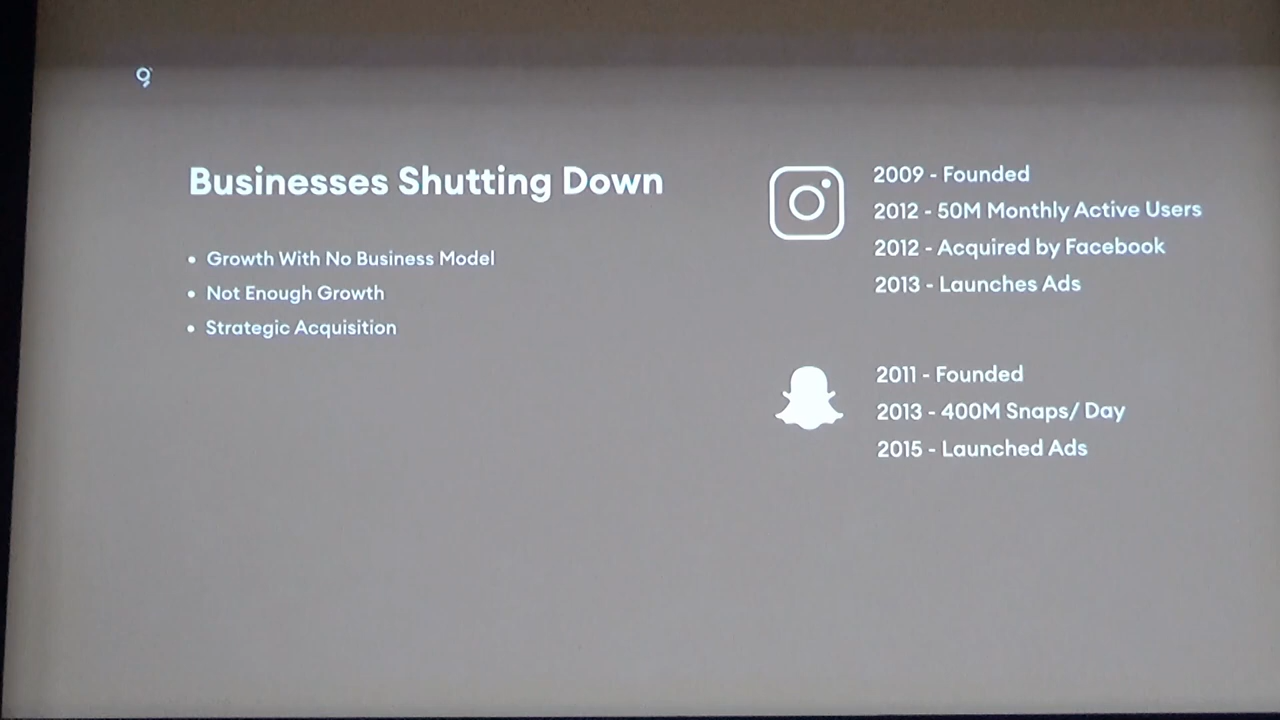 Businesses Shutting Down
• Growth With No Business Model
• Not Enough Growth
• Strategic Acquisition
2009 - Founded
2012 - 50M Monthly Active Users
2012 - Acquired by Facebook
2013 - Launches Ads
2011 - Founded
2013 - 400M Snaps/ Day
2015 - Launched Ads